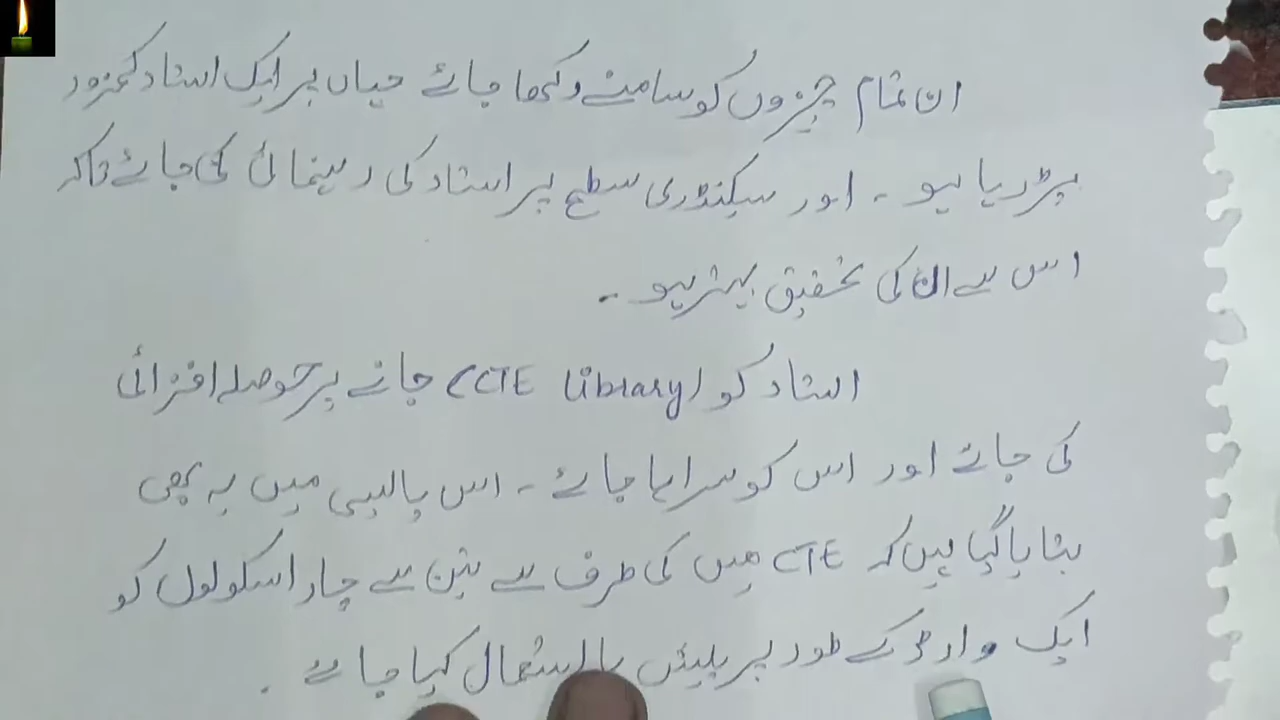 ان تمام چیزوں کو سامنے رکھا جائے جہاں پر ایک استاد کمزور
پڑ رہا ہو ۔ اور سیکنڈری سطح پر استاد کی رہنمائی کی جائے تاکہ
اس سے ان کی تحقیق بہتر ہو ۔
استاد کو (CTE Library) جانے پر حوصلہ افزائی
کی جائے اور اس کو سراہا جائے ۔ اس پالیسی میں یہ بھی
بتایا گیا ہیں کہ CTE میں کی طرف سے تین سے چار اسکولوں کو
ایک وارڈ کے طور پر استعمال کیا جائے ۔